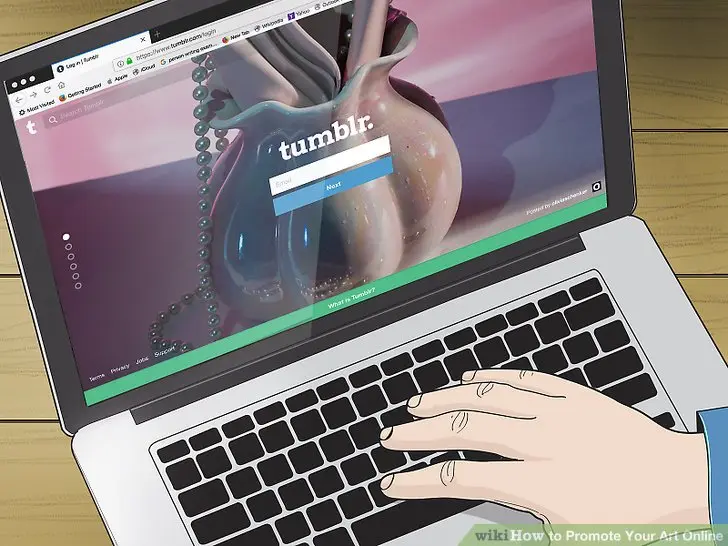 Log in | Tumblr
https://www.tumblr.com/login
Most Visited
Getting Started
Apple
iCloud
person writing exam...
New Tab
Wikipedia
Yahoo
Outlook
t
Search Tumblr
tumblr.
Email
Next
What is Tumblr?
Terms Privacy Jobs Support
Posted by
wikiHow to Promote Your Art Online